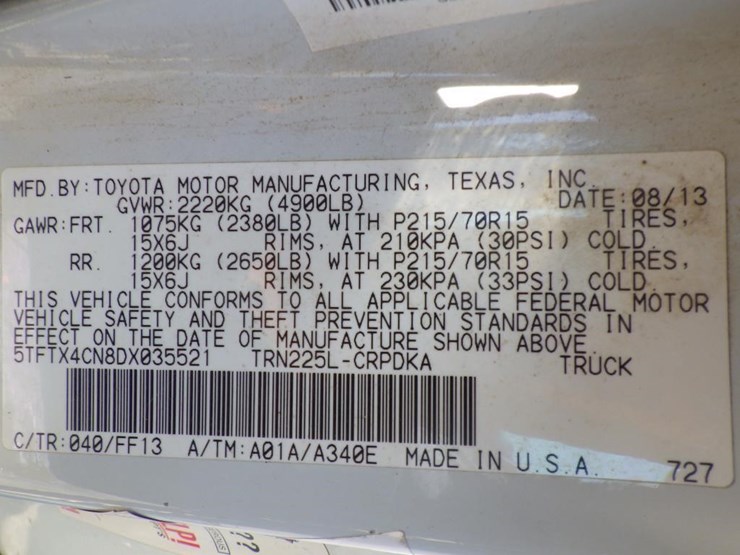 MFD.BY:TOYOTA MOTOR MANUFACTURING, TEXAS, INC.
GVWR:2220KG (4900LB) DATE:08/13
GAWR:FRT. 1075KG (2380LB) WITH P215/70R15 TIRES,
15X6J RIMS, AT 210KPA (30PSI) COLD.
RR. 1200KG (2650LB) WITH P215/70R15 TIRES,
15X6J RIMS, AT 230KPA (33PSI) COLD.
THIS VEHICLE CONFORMS TO ALL APPLICABLE FEDERAL MOTOR
VEHICLE SAFETY AND THEFT PREVENTION STANDARDS IN
EFFECT ON THE DATE OF MANUFACTURE SHOWN ABOVE.
5TFTX4CN8DX035521 TRN225L-CRPDKA TRUCK
C/TR:040/FF13 A/TM:A01A/A340E MADE IN U.S.A. 727